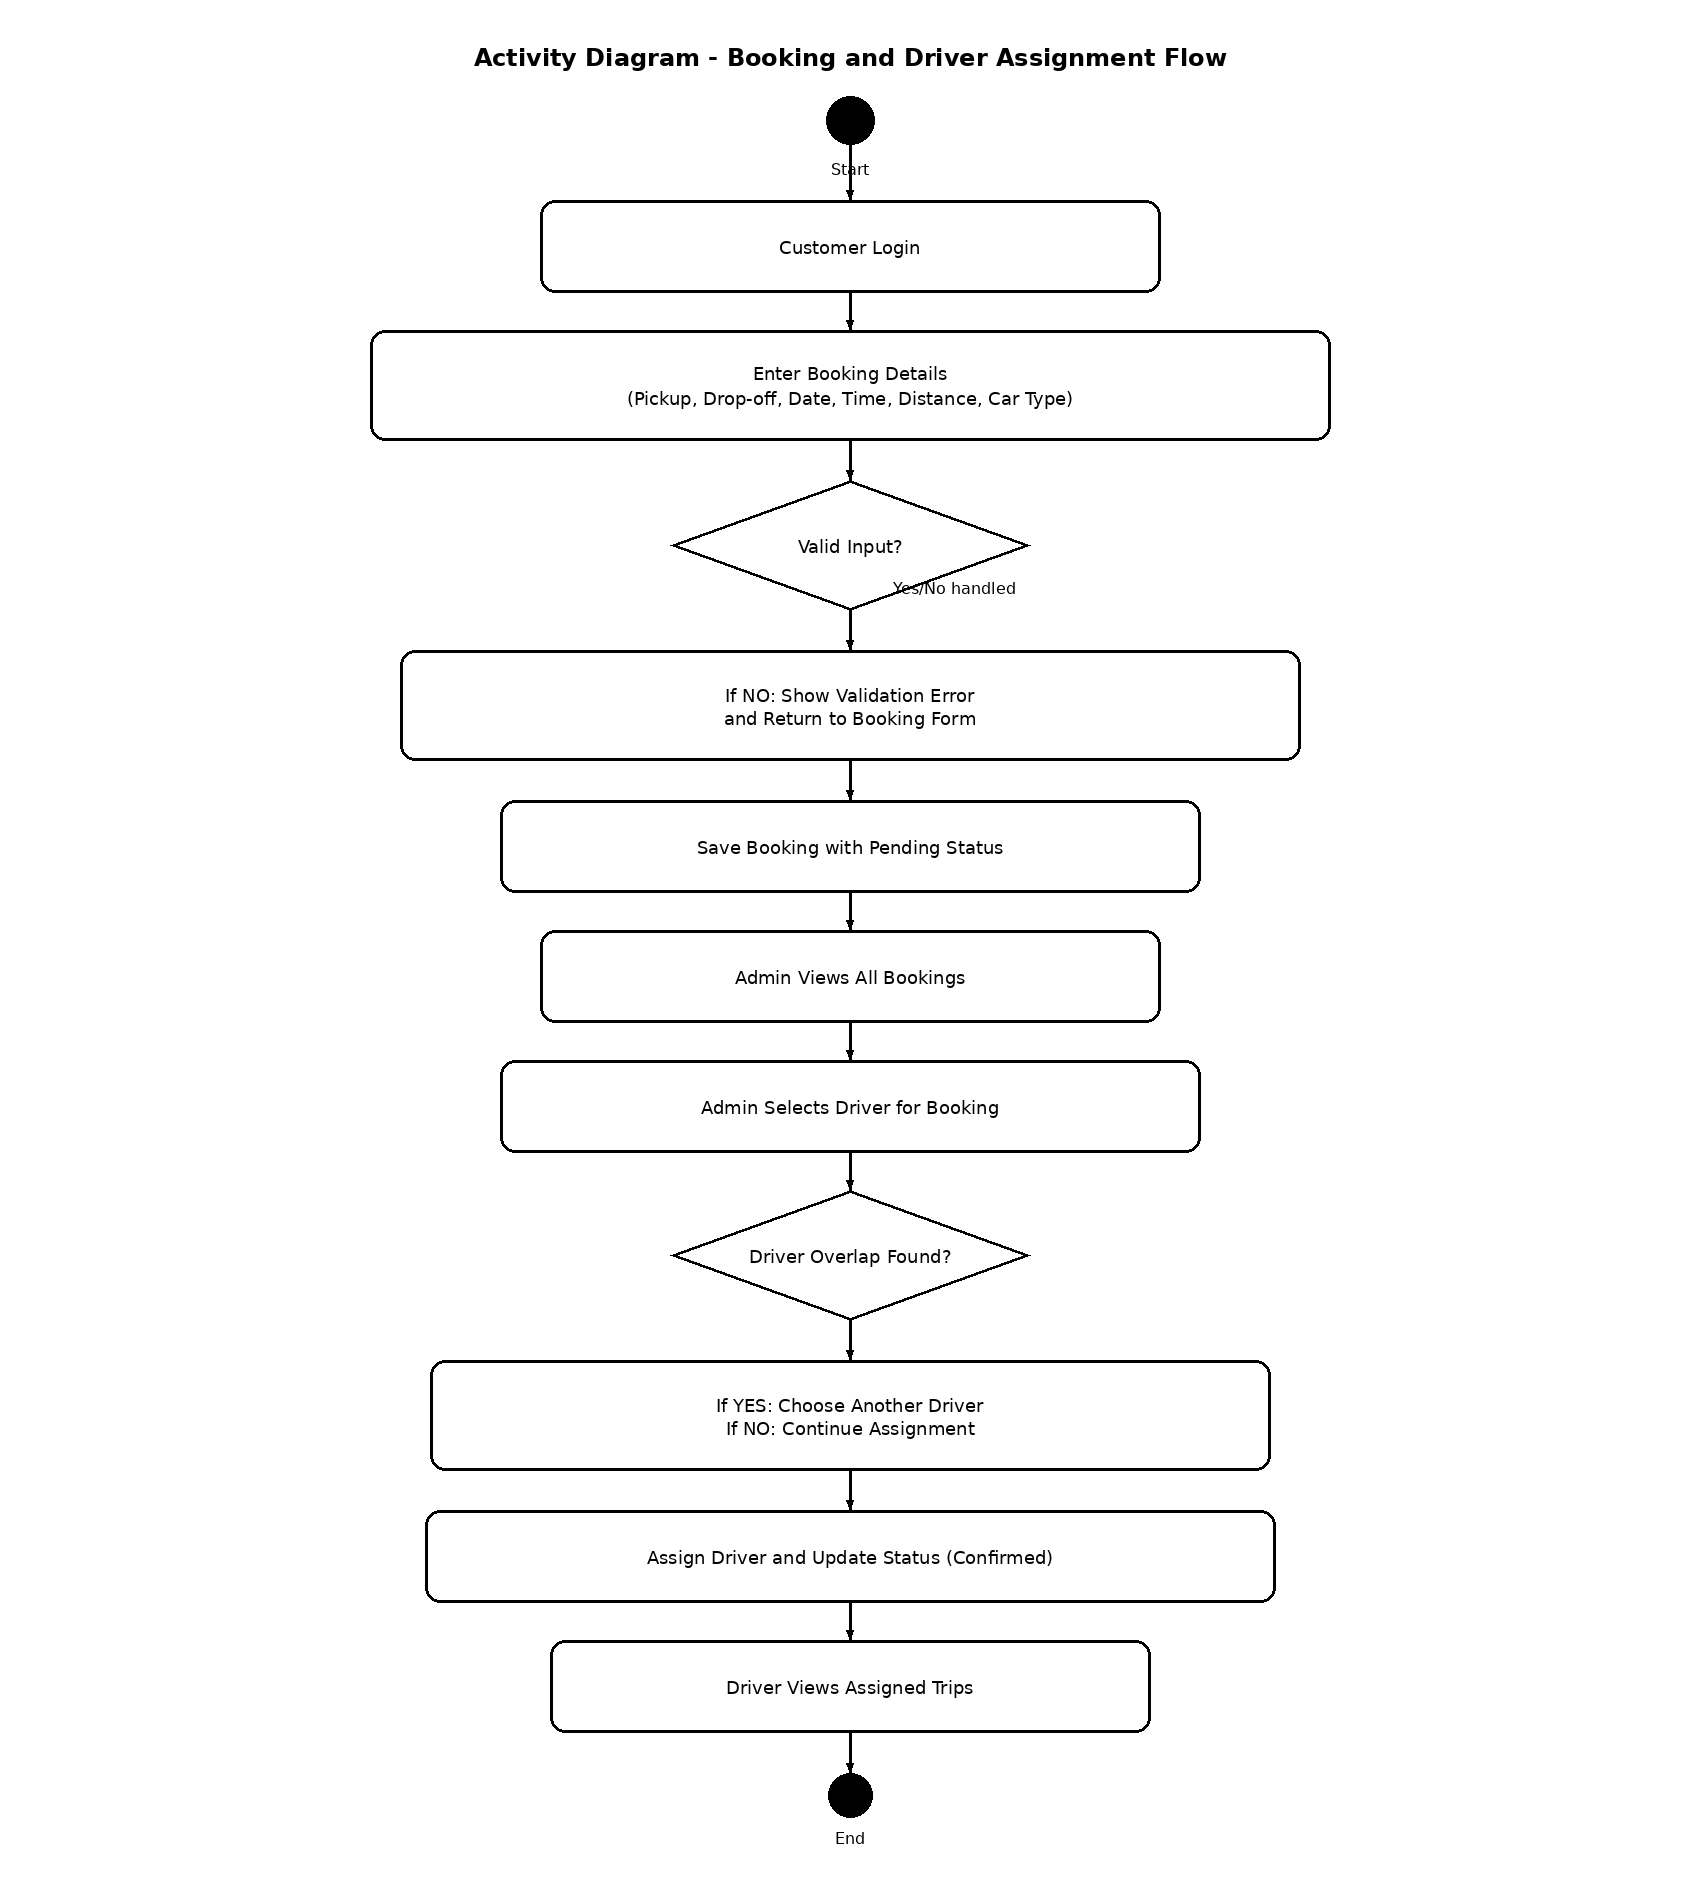 Activity Diagram - Booking and Driver Assignment Flow
Start
Customer Login
Enter Booking Details
(Pickup, Drop-off, Date, Time, Distance, Car Type)
Valid Input?
Yes/No handled
If NO: Show Validation Error
and Return to Booking Form
Save Booking with Pending Status
Admin Views All Bookings
Admin Selects Driver for Booking
Driver Overlap Found?
If YES: Choose Another Driver
If NO: Continue Assignment
Assign Driver and Update Status (Confirmed)
Driver Views Assigned Trips
End